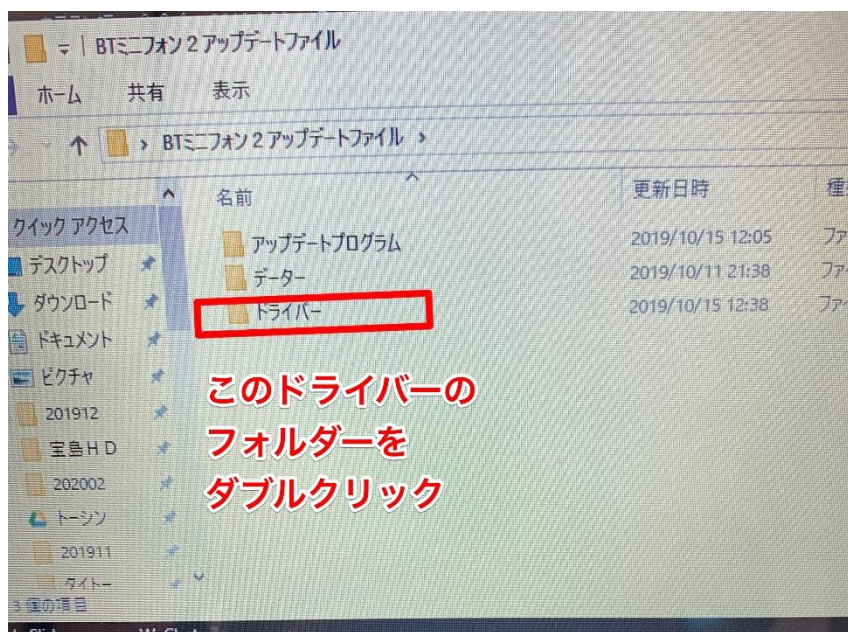 BTミニフォン2 アップデートファイル
ホーム 共有 表示
BTミニフォン2 アップデートファイル
名前 更新日時
クイック アクセス
アップデートプログラム 2019/10/15 12:05
デスクトップ
データー 2019/10/11 21:38
ダウンロード
ドライバー 2019/10/15 12:38
ドキュメント
ピクチャ
このドライバーの
フォルダーを
ダブルクリック
201912
宝島HD
202002
トーシン
201911
タイトー
3 個の項目